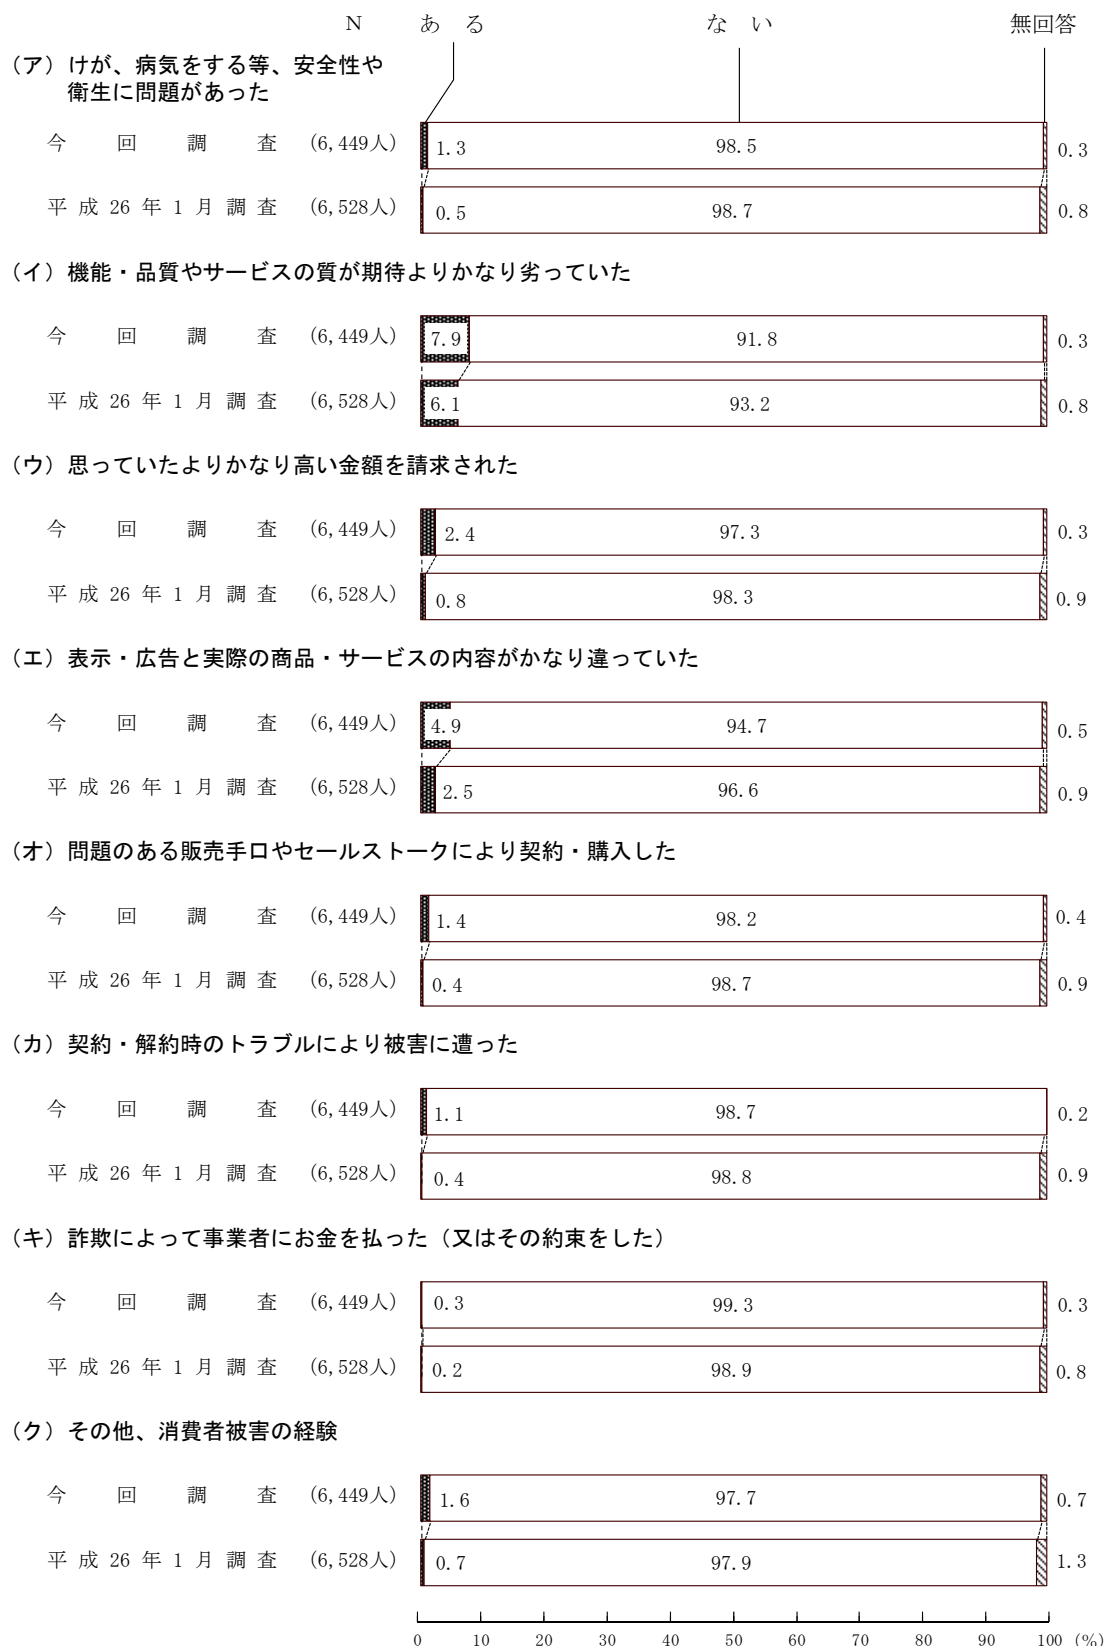 N ある ない 無回答
（ア）けが、病気をする等、安全性や
衛生に問題があった
今回調査 (6,449人) 1.3 98.5 0.3
平成26年1月調査 (6,528人) 0.5 98.7 0.8
（イ）機能・品質やサービスの質が期待よりかなり劣っていた
今回調査 (6,449人) 7.9 91.8 0.3
平成26年1月調査 (6,528人) 6.1 93.2 0.8
（ウ）思っていたよりかなり高い金額を請求された
今回調査 (6,449人) 2.4 97.3 0.3
平成26年1月調査 (6,528人) 0.8 98.3 0.9
（エ）表示・広告と実際の商品・サービスの内容がかなり違っていた
今回調査 (6,449人) 4.9 94.7 0.5
平成26年1月調査 (6,528人) 2.5 96.6 0.9
（オ）問題のある販売手口やセールストークにより契約・購入した
今回調査 (6,449人) 1.4 98.2 0.4
平成26年1月調査 (6,528人) 0.4 98.7 0.9
（カ）契約・解約時のトラブルにより被害に遭った
今回調査 (6,449人) 1.1 98.7 0.2
平成26年1月調査 (6,528人) 0.4 98.8 0.9
（キ）詐欺によって事業者にお金を払った（又はその約束をした）
今回調査 (6,449人) 0.3 99.3 0.3
平成26年1月調査 (6,528人) 0.2 98.9 0.8
（ク）その他、消費者被害の経験
今回調査 (6,449人) 1.6 97.7 0.7
平成26年1月調査 (6,528人) 0.7 97.9 1.3
0 10 20 30 40 50 60 70 80 90 100 (%)